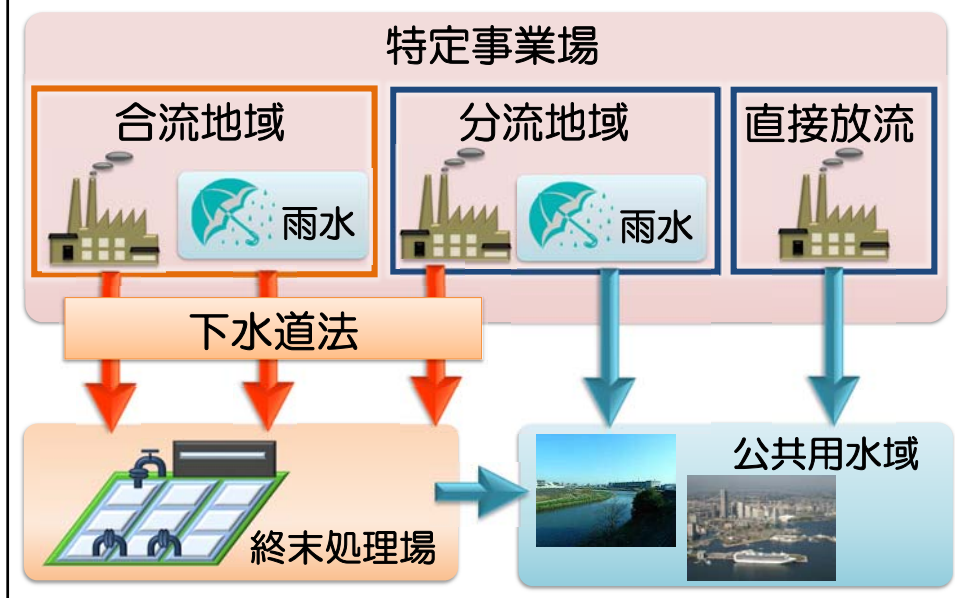 特定事業場
合流地域
分流地域
直接放流
雨水
雨水
下水道法
終末処理場
公共用水域